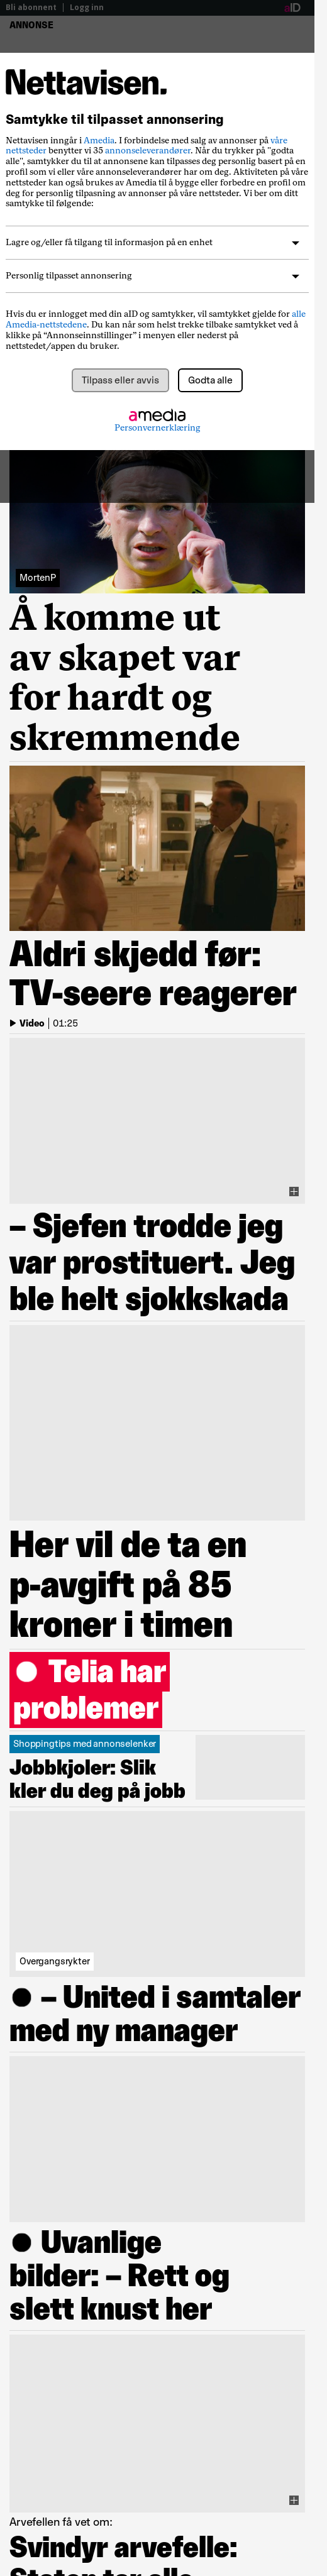 Bli abonnent | Logg inn
aID
ANNONSE
Nettavisen.
Samtykke til tilpasset annonsering
Nettavisen inngår i Amedia. I forbindelse med salg av annonser på våre
nettsteder benytter vi 35 annonseleverandører. Når du trykker på "godta
alle", samtykker du til at annonsene kan tilpasses deg personlig basert på en
profil som vi eller våre annonseleverandører har om deg. Aktiviteten på våre
nettsteder kan også brukes av Amedia til å bygge eller forbedre en profil om
deg for personlig tilpasning av annonser på våre nettsteder. Vi ber om ditt
samtykke til følgende:
Lagre og/eller få tilgang til informasjon på en enhet
Personlig tilpasset annonsering
Hvis du er innlogget med din aID og samtykker, vil samtykket gjelde for alle
Amedia-nettstedene. Du kan når som helst trekke tilbake samtykket ved å
klikke på “Annonseinnstillinger” i menyen eller nederst på
nettstedet/appen du bruker.
Tilpass eller avvis
Godta alle
amedia
Personvernerklæring
MortenP
Å komme ut
av skapet var
for hardt og
skremmende
Aldri skjedd før:
TV-seere reagerer
Video | 01:25
– Sjefen trodde jeg
var prostituert. Jeg
ble helt sjokkskada
Her vil de ta en
p-avgift på 85
kroner i timen
● Telia har
problemer
Shoppingtips med annonselenker
Jobbkjoler: Slik
kler du deg på jobb
Overgangsrykter
● – United i samtaler
med ny manager
● Uvanlige
bilder: – Rett og
slett knust her
Arvefellen få vet om:
Svindyr arvefelle:
Staten tar alle